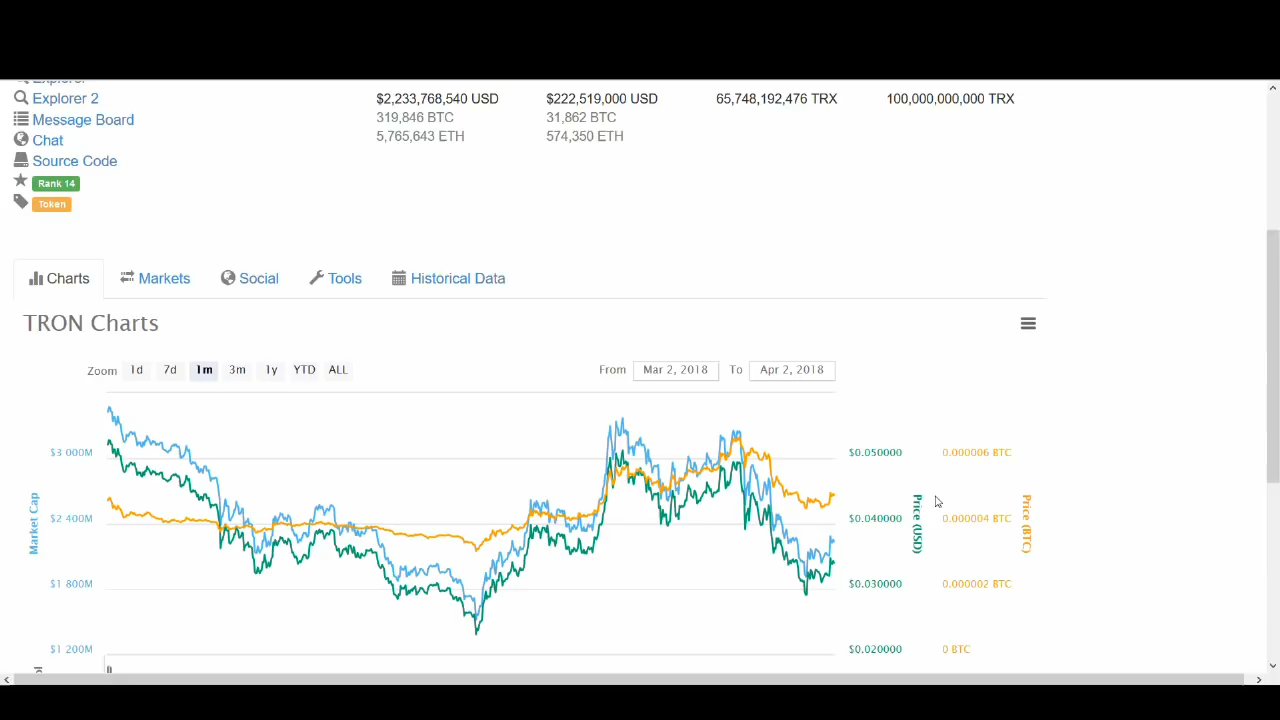 Explorer
Explorer 2
$2,233,768,540 USD
$222,519,000 USD
65,748,192,476 TRX
100,000,000,000 TRX
Message Board
319,846 BTC
31,862 BTC
Chat
5,765,643 ETH
574,350 ETH
Source Code
Rank 14
Token
Charts
Markets
Social
Tools
Historical Data
TRON Charts
Zoom 1d 7d 1m 3m 1y YTD ALL
From Mar 2, 2018 To Apr 2, 2018
$3 000M
$0.050000
0.000006 BTC
Market Cap
Price (USD)
Price (BTC)
$2 400M
$0.040000
0.000004 BTC
$1 800M
$0.030000
0.000002 BTC
$1 200M
$0.020000
0 BTC